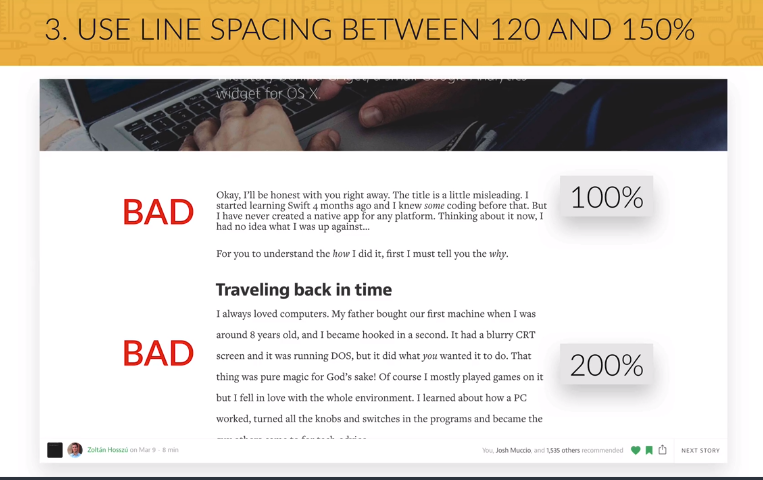 3. USE LINE SPACING BETWEEN 120 AND 150%
widget for OS X.
BAD
Okay, I'll be honest with you right away. The title is a little misleading. I
started learning Swift 4 months ago and I knew some coding before that. But
I have never created a native app for any platform. Thinking about it now, I
had no idea what I was up against...
100%
For you to understand the how I did it, first I must tell you the why.
Traveling back in time
I always loved computers. My father bought our first machine when I was
around 8 years old, and I became hooked in a second. It had a blurry CRT
BAD
screen and it was running DOS, but it did what you wanted it to do. That
200%
thing was pure magic for God's sake! Of course I mostly played games on it
but I fell in love with the whole environment. I learned about how a PC
worked, turned all the knobs and switches in the programs and became the
Zoltán Hosszú on Mar 9 · 8 min
You, Josh Muccio, and 1,535 others recommended
NEXT STORY